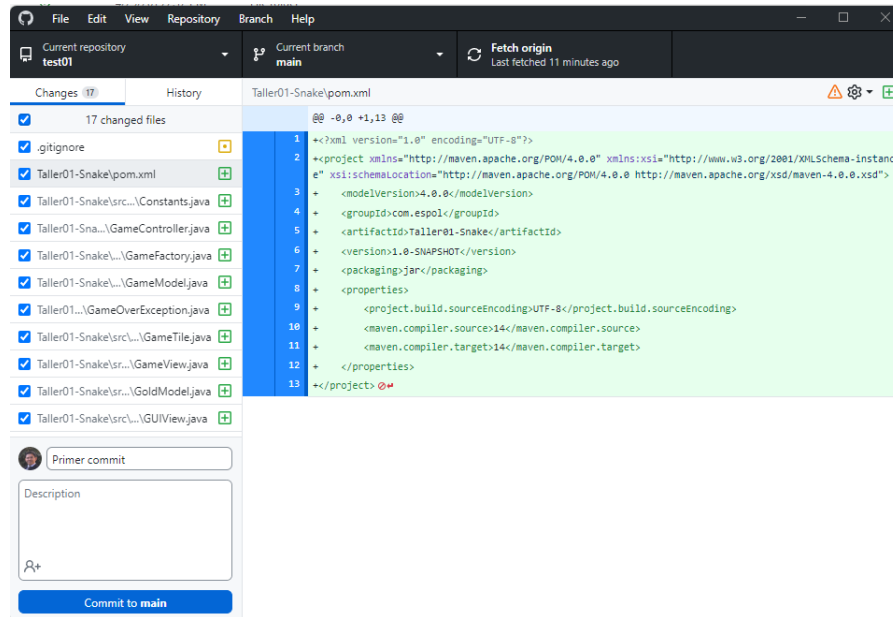 File Edit View Repository Branch Help
Current repository
test01
Current branch
main
Fetch origin
Last fetched 11 minutes ago
Changes 17
History
Taller01-Snake\pom.xml
17 changed files
.gitignore
Taller01-Snake\pom.xml
Taller01-Snake\src...\Constants.java
Taller01-Sna...\GameController.java
Taller01-Snake\...\GameFactory.java
Taller01-Snake\...\GameModel.java
Taller01...\GameOverException.java
Taller01-Snake\src\...\GameTile.java
Taller01-Snake\sr...\GameView.java
Taller01-Snake\sr...\GoldModel.java
Taller01-Snake\src\...\GUIView.java
Primer commit
Description
Commit to main
@@ -0,0 +1,13 @@
1 +<?xml version="1.0" encoding="UTF-8"?>
2 +<project xmlns="http://maven.apache.org/POM/4.0.0" xmlns:xsi="http://www.w3.org/2001/XMLSchema-instanc
e" xsi:schemaLocation="http://maven.apache.org/POM/4.0.0 http://maven.apache.org/xsd/maven-4.0.0.xsd">
3 + <modelVersion>4.0.0</modelVersion>
4 + <groupId>com.espol</groupId>
5 + <artifactId>Taller01-Snake</artifactId>
6 + <version>1.0-SNAPSHOT</version>
7 + <packaging>jar</packaging>
8 + <properties>
9 + <project.build.sourceEncoding>UTF-8</project.build.sourceEncoding>
10 + <maven.compiler.source>14</maven.compiler.source>
11 + <maven.compiler.target>14</maven.compiler.target>
12 + </properties>
13 +</project>